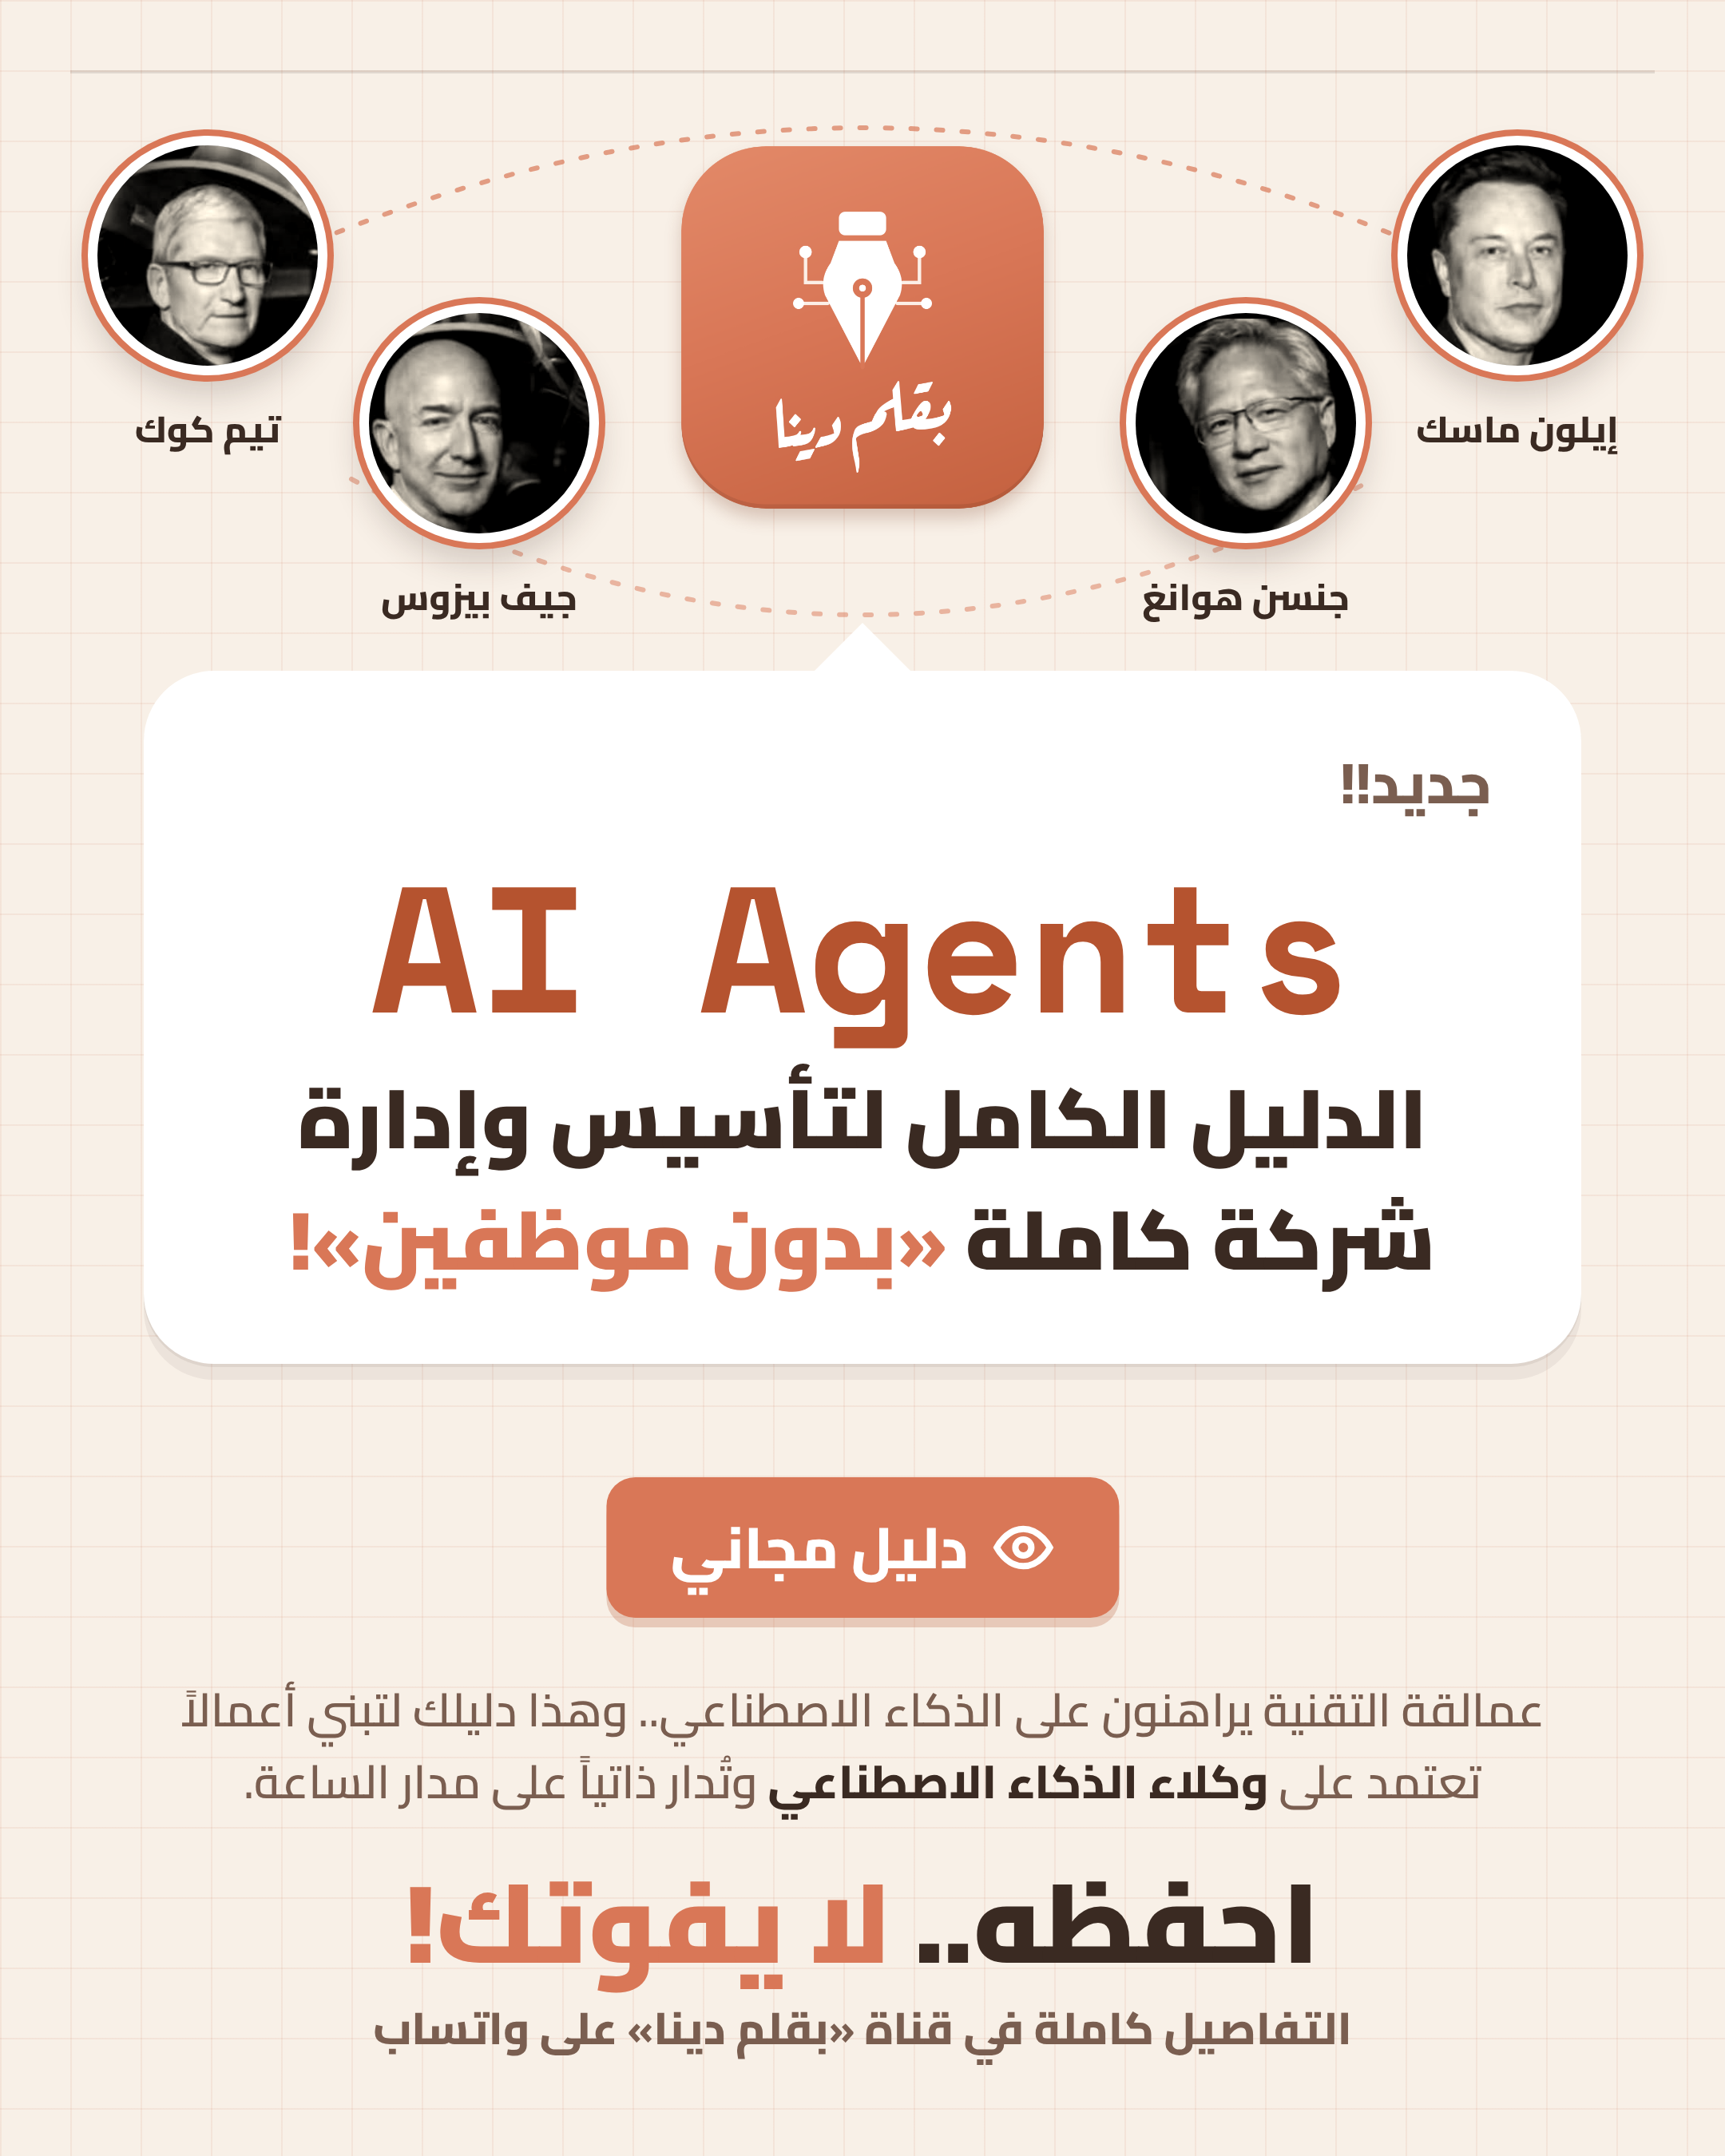 إيلون ماسك
تيم كوك
جنسن هوانغ
جيف بيزوس
بقلم دينا
جديد!!
AI Agents
الدليل الكامل لتأسيس وإدارة
شركة كاملة «بدون موظفين»!
دليل مجاني
عمالقة التقنية يراهنون على الذكاء الاصطناعي.. وهذا دليلك لتبني أعمالاً
تعتمد على وكلاء الذكاء الاصطناعي وتُدار ذاتياً على مدار الساعة.
احفظه.. لا يفوتك!
التفاصيل كاملة في قناة «بقلم دينا» على واتساب